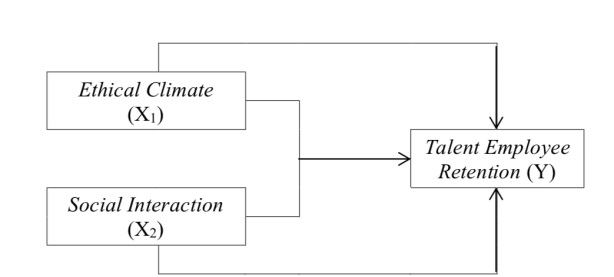 Ethical Climate
(X₁)
Talent Employee
Retention (Y)
Social Interaction
(X₂)